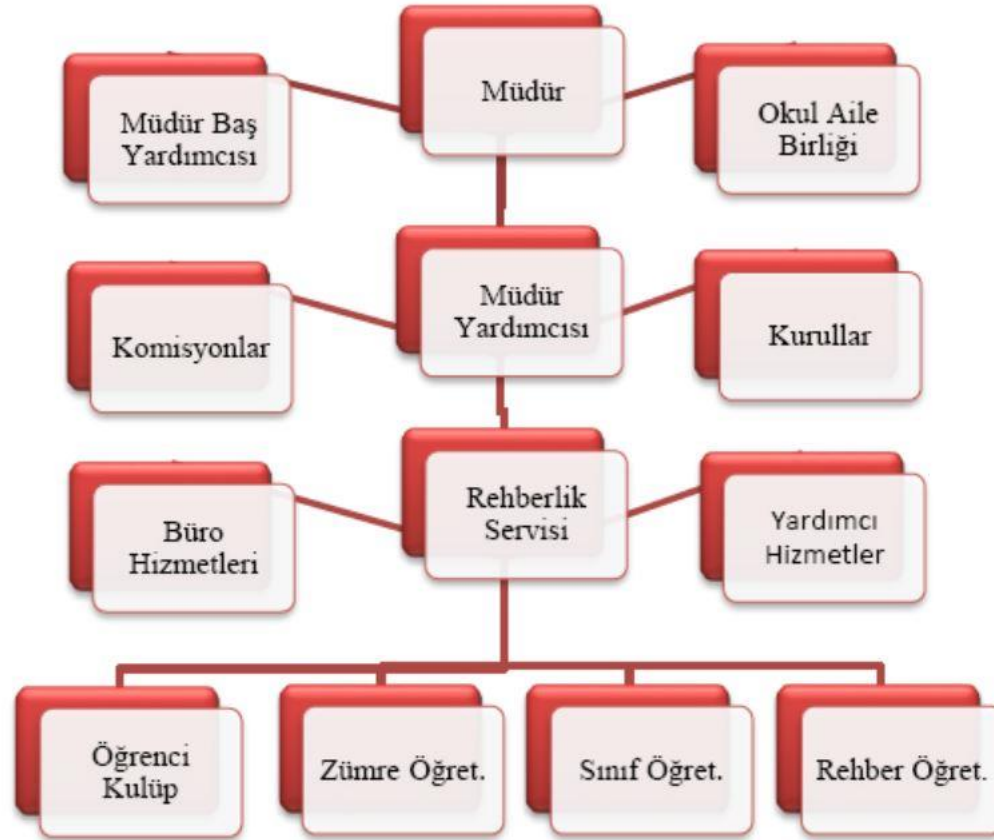 Müdür
Müdür Baş
Yardımcısı
Okul Aile
Birliği
Müdür
Yardımcısı
Komisyonlar
Kurullar
Rehberlik
Servisi
Büro
Hizmetleri
Yardımcı
Hizmetler
Öğrenci
Kulüp
Zümre Öğret.
Sınıf Öğret.
Rehber Öğret.